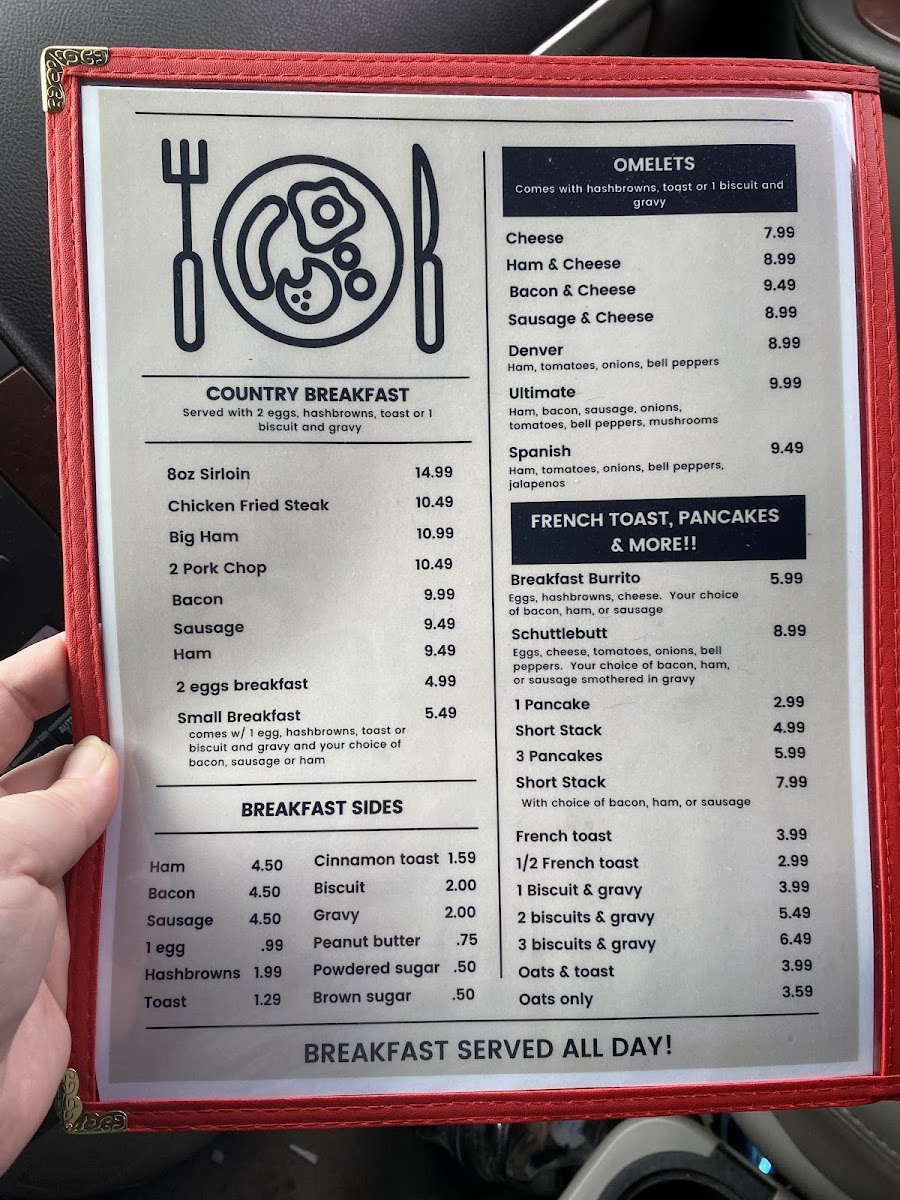 COUNTRY BREAKFAST
Served with 2 eggs, hashbrowns, toast or 1
biscuit and gravy
8oz Sirloin 14.99
Chicken Fried Steak 10.49
Big Ham 10.99
2 Pork Chop 10.49
Bacon 9.99
Sausage 9.49
Ham 9.49
2 eggs breakfast 4.99
Small Breakfast 5.49
comes w/ 1 egg, hashbrowns, toast or
biscuit and gravy and your choice of
bacon, sausage or ham
BREAKFAST SIDES
Ham 4.50
Bacon 4.50
Sausage 4.50
1 egg .99
Hashbrowns 1.99
Toast 1.29
Cinnamon toast 1.59
Biscuit 2.00
Gravy 2.00
Peanut butter .75
Powdered sugar .50
Brown sugar .50
OMELETS
Comes with hashbrowns, toast or 1 biscuit and
gravy
Cheese 7.99
Ham & Cheese 8.99
Bacon & Cheese 9.49
Sausage & Cheese 8.99
Denver 8.99
Ham, tomatoes, onions, bell peppers
Ultimate 9.99
Ham, bacon, sausage, onions,
tomatoes, bell peppers, mushrooms
Spanish 9.49
Ham, tomatoes, onions, bell peppers,
jalapenos
FRENCH TOAST, PANCAKES
& MORE!!
Breakfast Burrito 5.99
Eggs, hashbrowns, cheese. Your choice
of bacon, ham, or sausage
Schuttlebutt 8.99
Eggs, cheese, tomatoes, onions, bell
peppers. Your choice of bacon, ham,
or sausage smothered in gravy
1 Pancake 2.99
Short Stack 4.99
3 Pancakes 5.99
Short Stack 7.99
With choice of bacon, ham, or sausage
French toast 3.99
1/2 French toast 2.99
1 Biscuit & gravy 3.99
2 biscuits & gravy 5.49
3 biscuits & gravy 6.49
Oats & toast 3.99
Oats only 3.59
BREAKFAST SERVED ALL DAY!